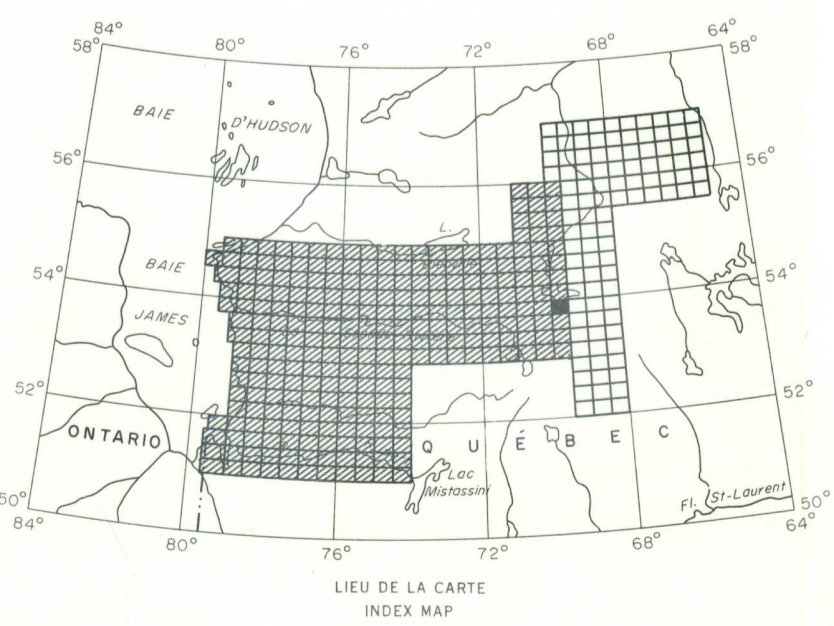 84° 80° 76° 72° 68° 64°
58° 58°
BAIE
D'HUDSON
56° 56°
L.
BAIE
54° 54°
JAMES
52° 52°
ONTARIO
Q U É B E C
Lac
Mistassini
Fl. St-Laurent
50° 50°
84° 80° 76° 72° 68° 64°
LIEU DE LA CARTE
INDEX MAP